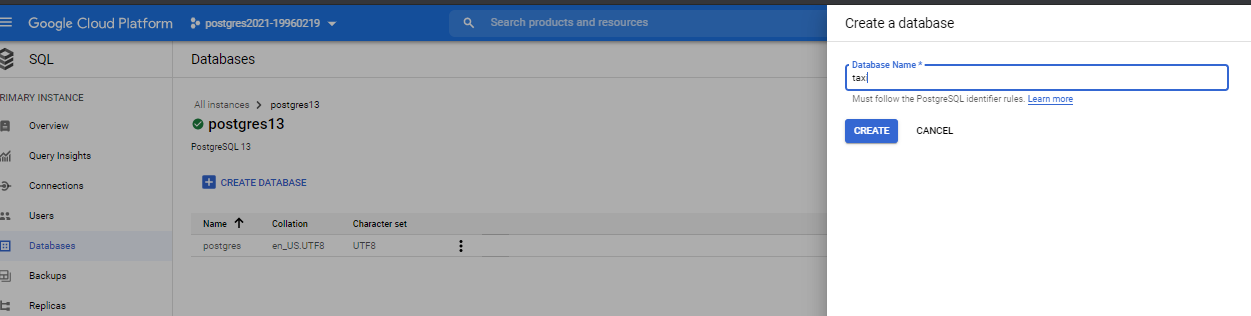 Google Cloud Platform
postgres2021-19960219
Search products and resources
SQL
RIMARY INSTANCE
Overview
Query Insights
Connections
Users
Databases
Backups
Replicas
Databases
All instances
postgres13
postgres13
PostgreSQL 13
CREATE DATABASE
Name Collation Character set
postgres en_US.UTF8 UTF8
Create a database
Database Name *
taxi
Must follow the PostgreSQL identifier rules. Learn more
CREATE CANCEL